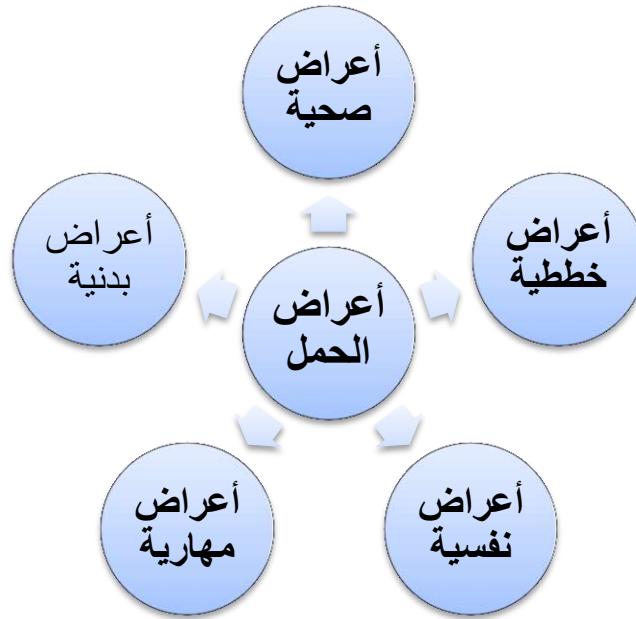 أعراض
صحية
أعراض
خططية
أعراض
بدنية
أعراض
الحمل
أعراض
نفسية
أعراض
مهارية